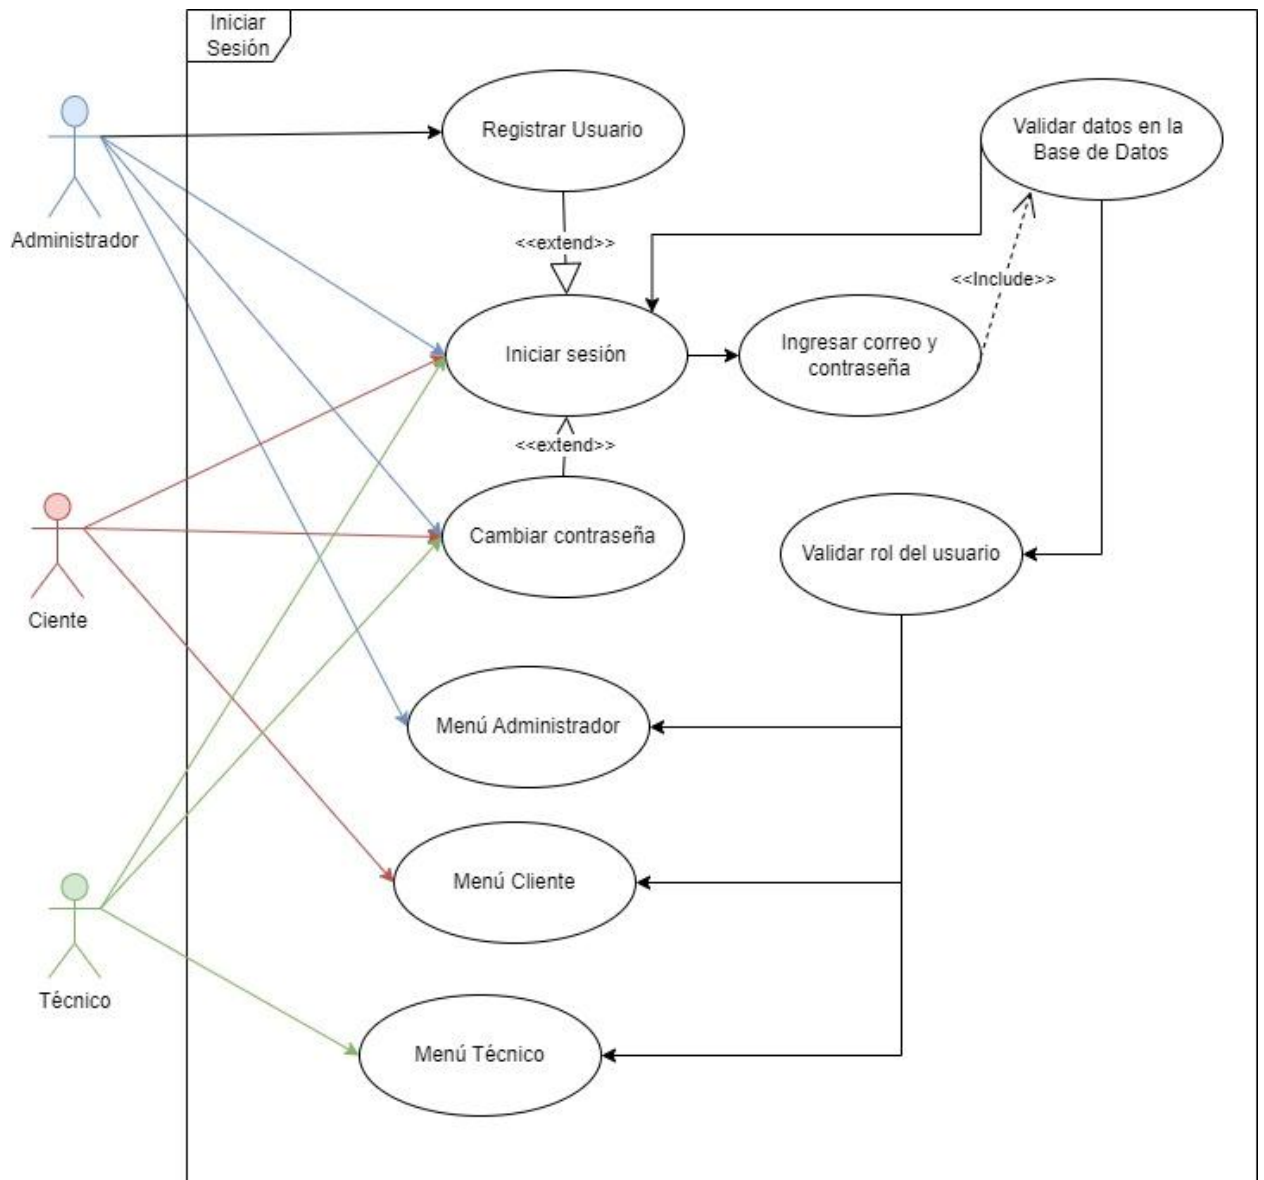 Iniciar
Sesión
Registrar Usuario
Validar datos en la
Base de Datos
Administrador
<<extend>>
<<Include>>
Iniciar sesión
Ingresar correo y
contraseña
<<extend>>
Cambiar contraseña
Validar rol del usuario
Ciente
Menú Administrador
Menú Cliente
Técnico
Menú Técnico